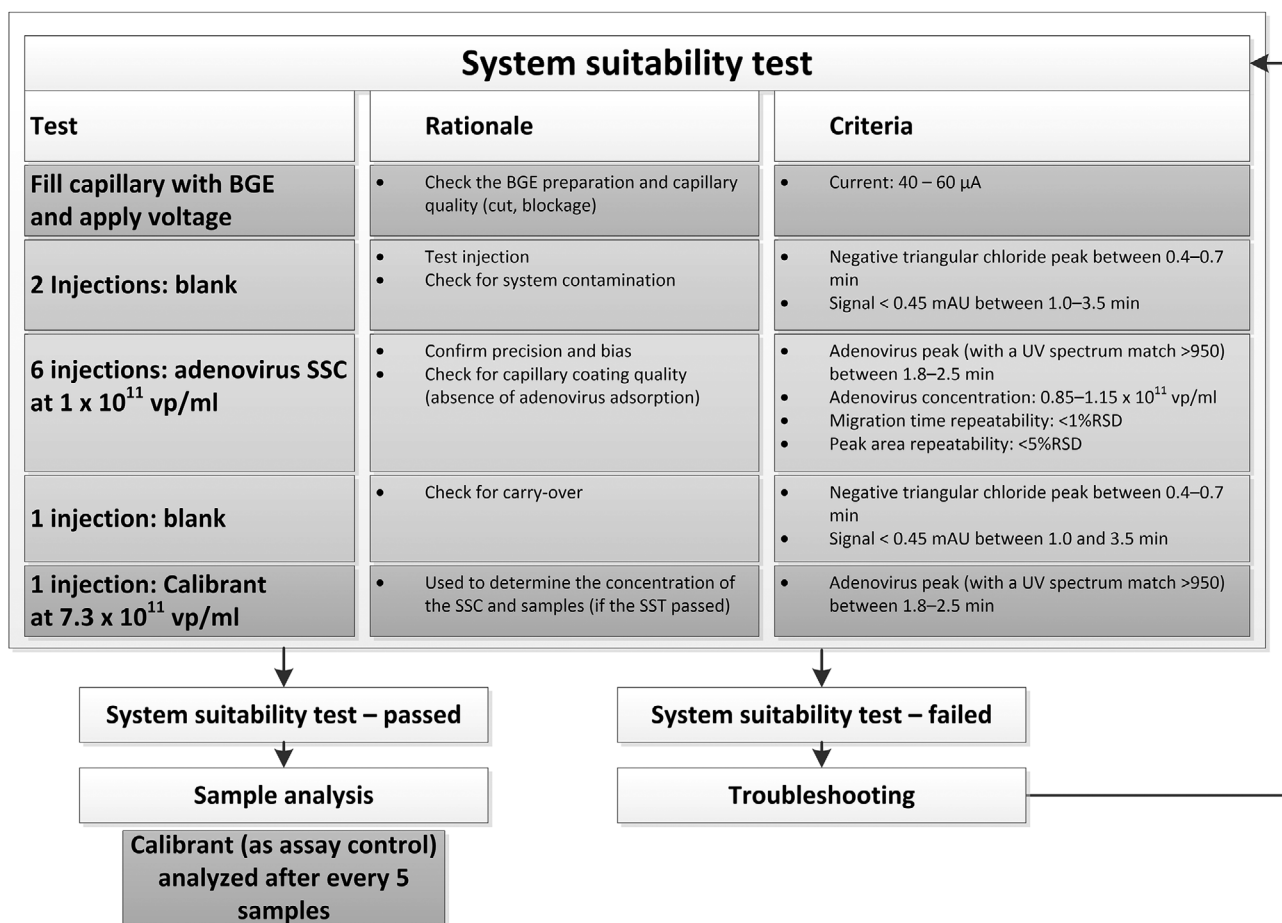 System suitability test
Test
Rationale
Criteria
Fill capillary with BGE
and apply voltage
• Check the BGE preparation and capillary
quality (cut, blockage)
• Current: 40 – 60 µA
2 Injections: blank
• Test injection
• Check for system contamination
• Negative triangular chloride peak between 0.4–0.7
min
• Signal < 0.45 mAU between 1.0–3.5 min
6 injections: adenovirus SSC
at 1 x 10¹¹ vp/ml
• Confirm precision and bias
• Check for capillary coating quality
(absence of adenovirus adsorption)
• Adenovirus peak (with a UV spectrum match >950)
between 1.8–2.5 min
• Adenovirus concentration: 0.85–1.15 x 10¹¹ vp/ml
• Migration time repeatability: <1%RSD
• Peak area repeatability: <5%RSD
1 injection: blank
• Check for carry-over
• Negative triangular chloride peak between 0.4–0.7
min
• Signal < 0.45 mAU between 1.0 and 3.5 min
1 injection: Calibrant
at 7.3 x 10¹¹ vp/ml
• Used to determine the concentration of
the SSC and samples (if the SST passed)
• Adenovirus peak (with a UV spectrum match >950)
between 1.8–2.5 min
System suitability test – passed
System suitability test – failed
Sample analysis
Troubleshooting
Calibrant (as assay control)
analyzed after every 5
samples